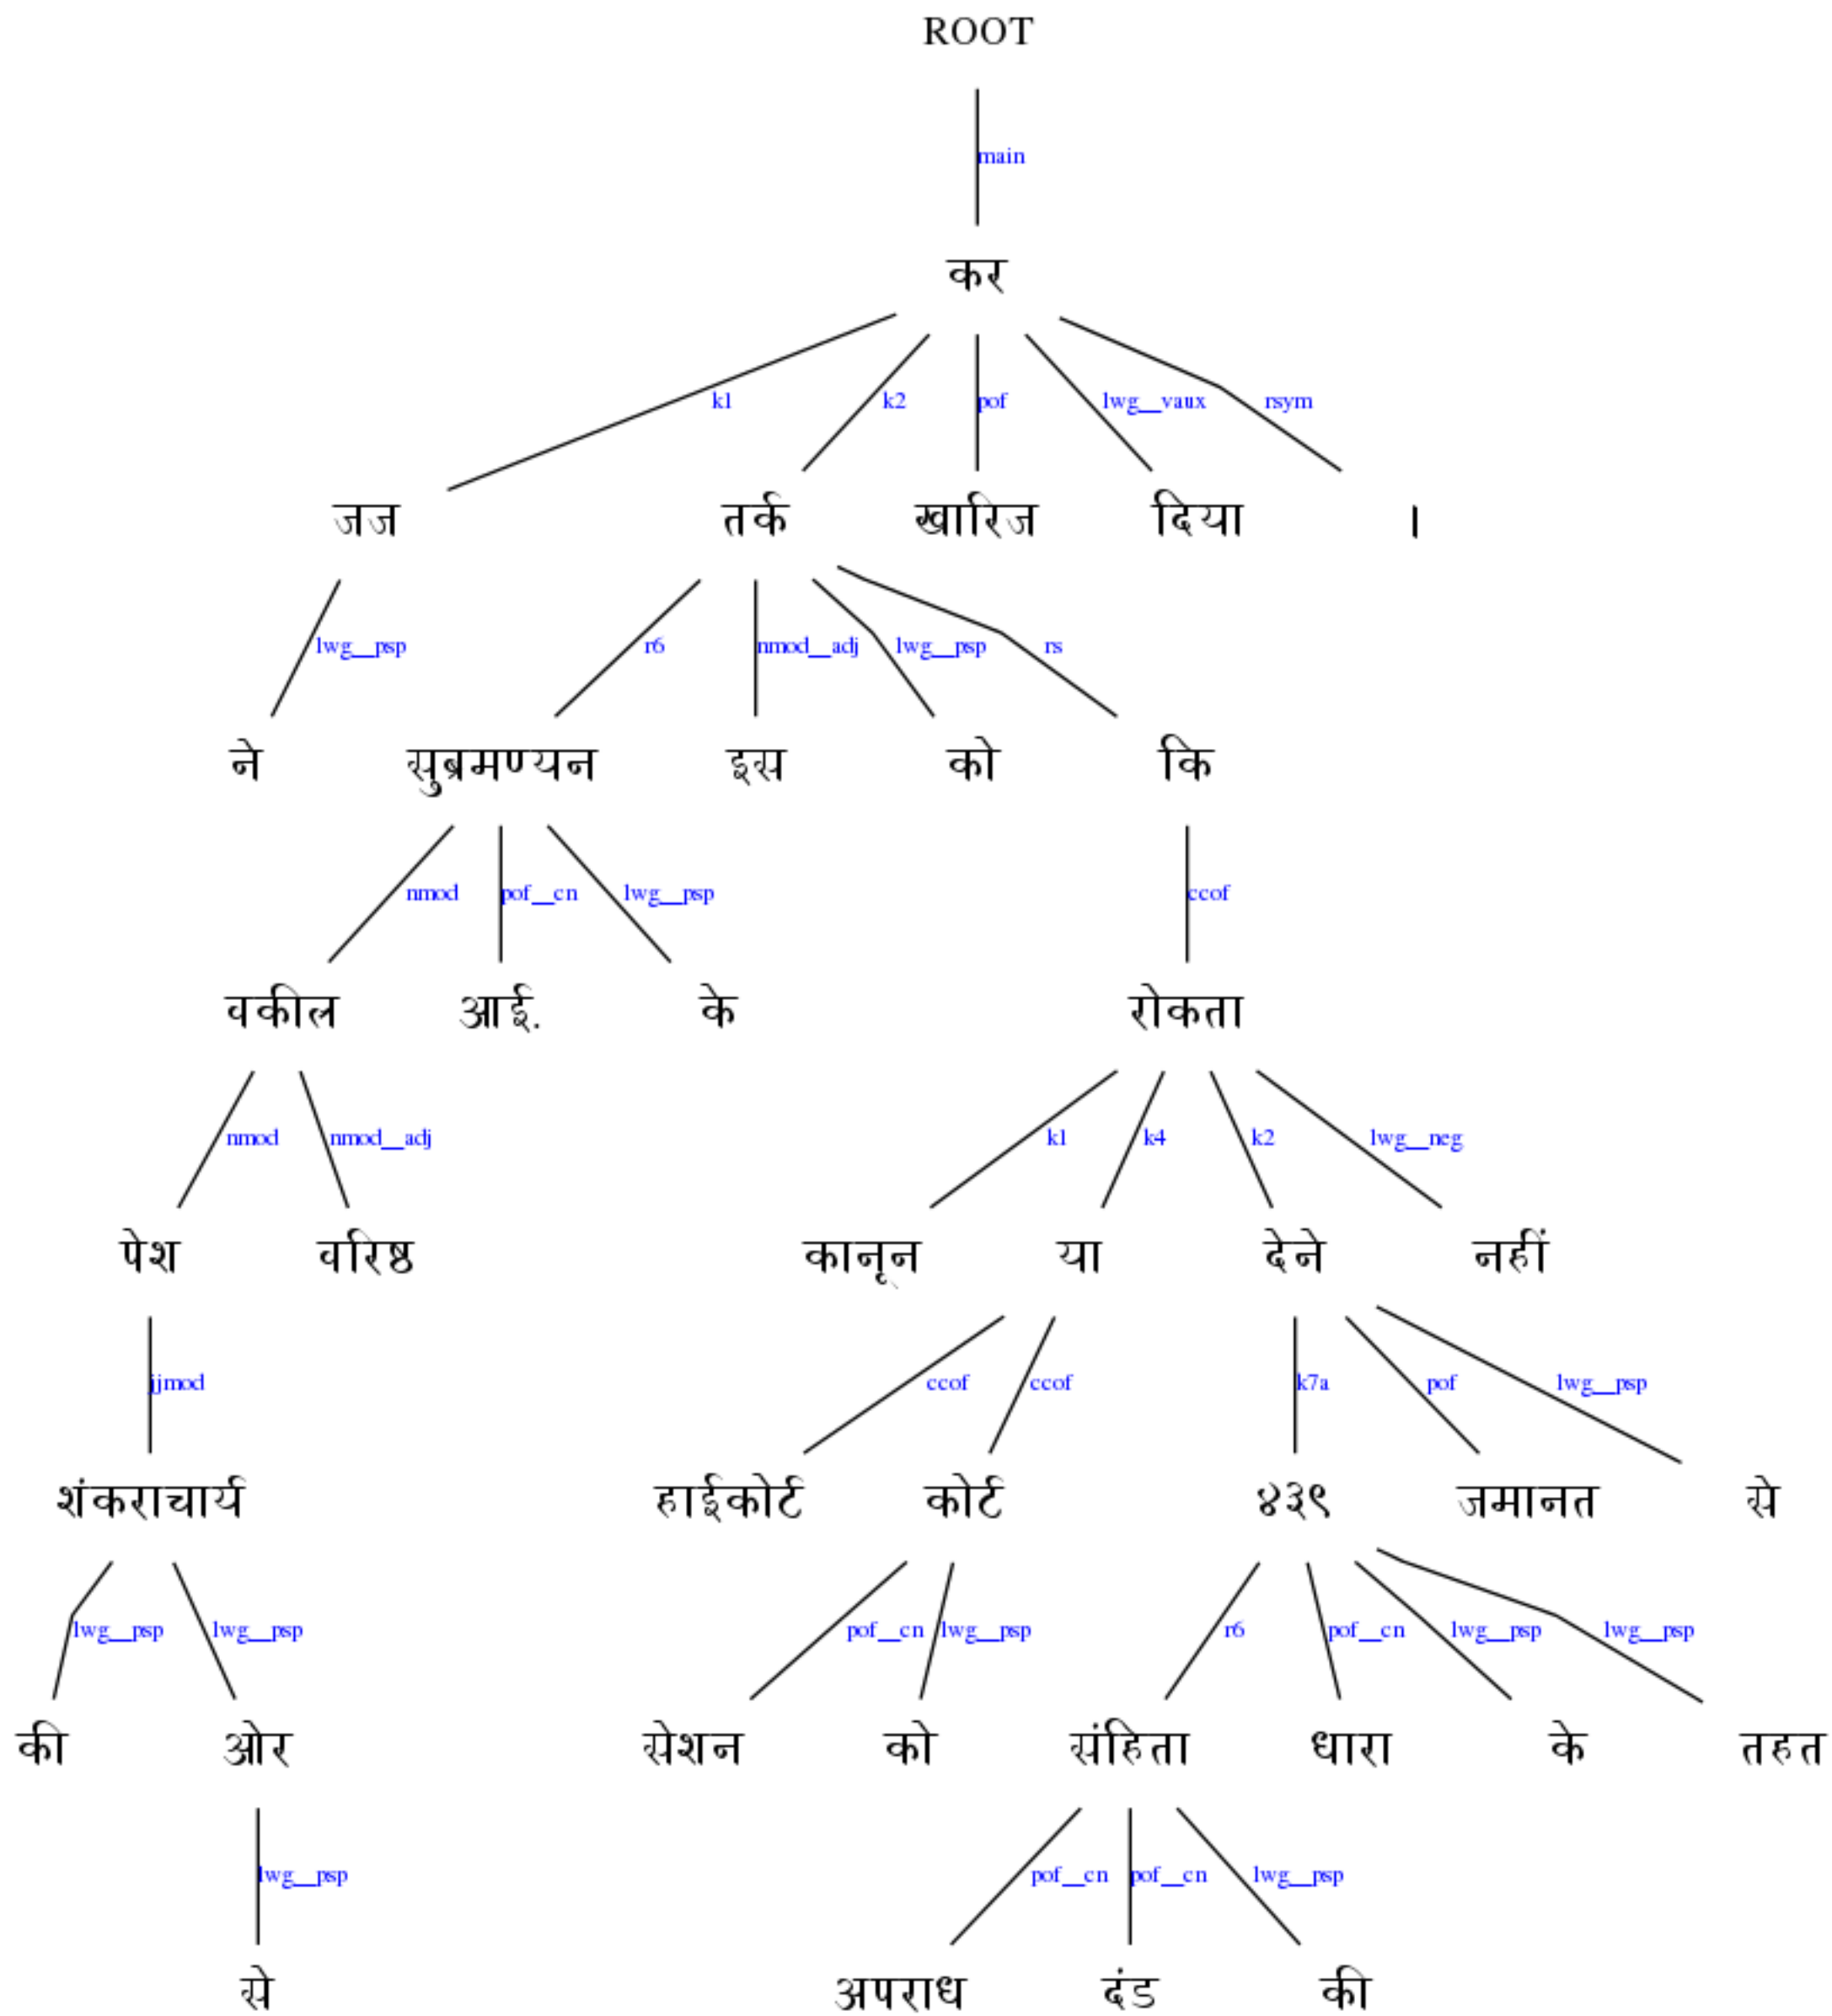 ROOT
main
कर
k1 k2 pof lwg__vaux rsym
जज तर्क खारिज दिया ।
lwg__psp r6 nmod__adj lwg__psp rs
ने सुब्रमण्यन इस को कि
nmod pof__cn lwg__psp ccof
वकील आई. के रोकता
nmod nmod__adj k1 k4 k2 lwg__neg
पेश वरिष्ठ कानून या देने नहीं
jjmod ccof ccof k7a pof lwg__psp
शंकराचार्य हाईकोर्ट कोर्ट ४३९ जमानत से
lwg__psp lwg__psp pof__cn lwg__psp r6 pof__cn lwg__psp lwg__psp
की ओर सेशन को संहिता धारा के तहत
lwg__psp pof__cn pof__cn lwg__psp
से अपराध दंड की